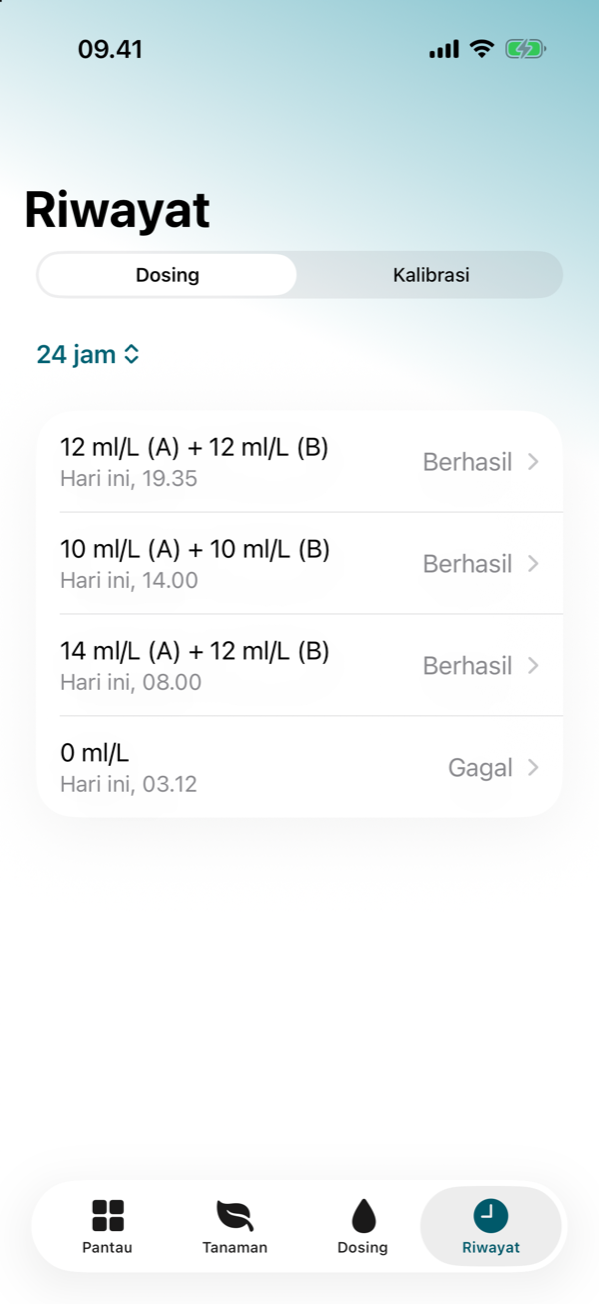 09.41
Riwayat
Dosing
Kalibrasi
24 jam
12 ml/L (A) + 12 ml/L (B)
Hari ini, 19.35
Berhasil
10 ml/L (A) + 10 ml/L (B)
Hari ini, 14.00
Berhasil
14 ml/L (A) + 12 ml/L (B)
Hari ini, 08.00
Berhasil
0 ml/L
Hari ini, 03.12
Gagal
Pantau
Tanaman
Dosing
Riwayat